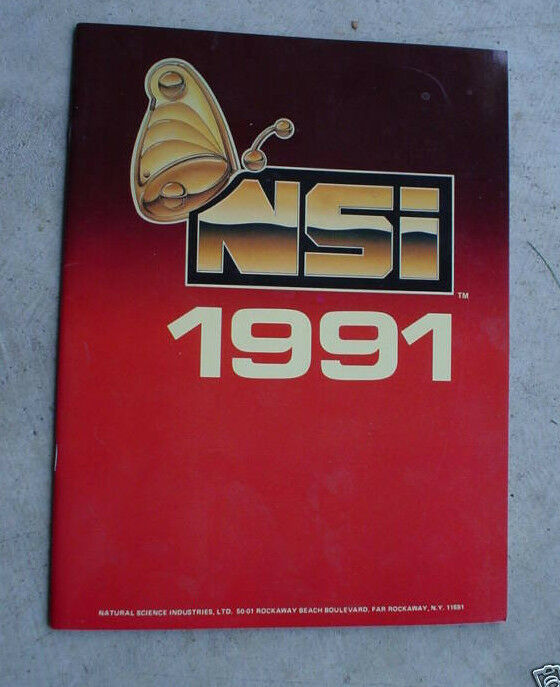 NSi
TM
1991
NATURAL SCIENCE INDUSTRIES, LTD. 50-01 ROCKAWAY BEACH BOULEVARD, FAR ROCKAWAY, N.Y. 11691